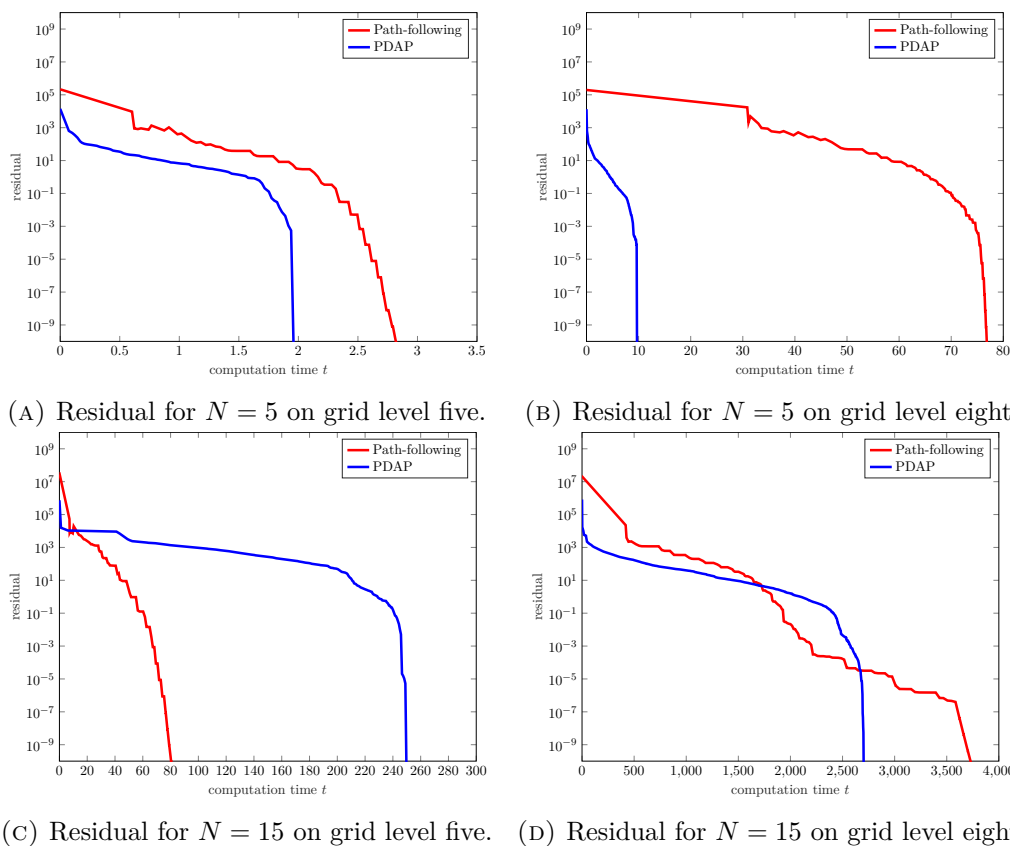 10^9
10^7
10^5
10^3
10^1
10^−1
10^−3
10^−5
10^−7
10^−9
residual
Path-following
PDAP
0 0.5 1 1.5 2 2.5 3 3.5
computation time t
(A) Residual for N = 5 on grid level five.
10^9
10^7
10^5
10^3
10^1
10^−1
10^−3
10^−5
10^−7
10^−9
residual
Path-following
PDAP
0 10 20 30 40 50 60 70 80
computation time t
(B) Residual for N = 5 on grid level eight
10^9
10^7
10^5
10^3
10^1
10^−1
10^−3
10^−5
10^−7
10^−9
residual
Path-following
PDAP
0 20 40 60 80 100 120 140 160 180 200 220 240 260 280 300
computation time t
(C) Residual for N = 15 on grid level five.
10^9
10^7
10^5
10^3
10^1
10^−1
10^−3
10^−5
10^−7
10^−9
residual
Path-following
PDAP
0 500 1,000 1,500 2,000 2,500 3,000 3,500 4,00
computation time t
(D) Residual for N = 15 on grid level eigh